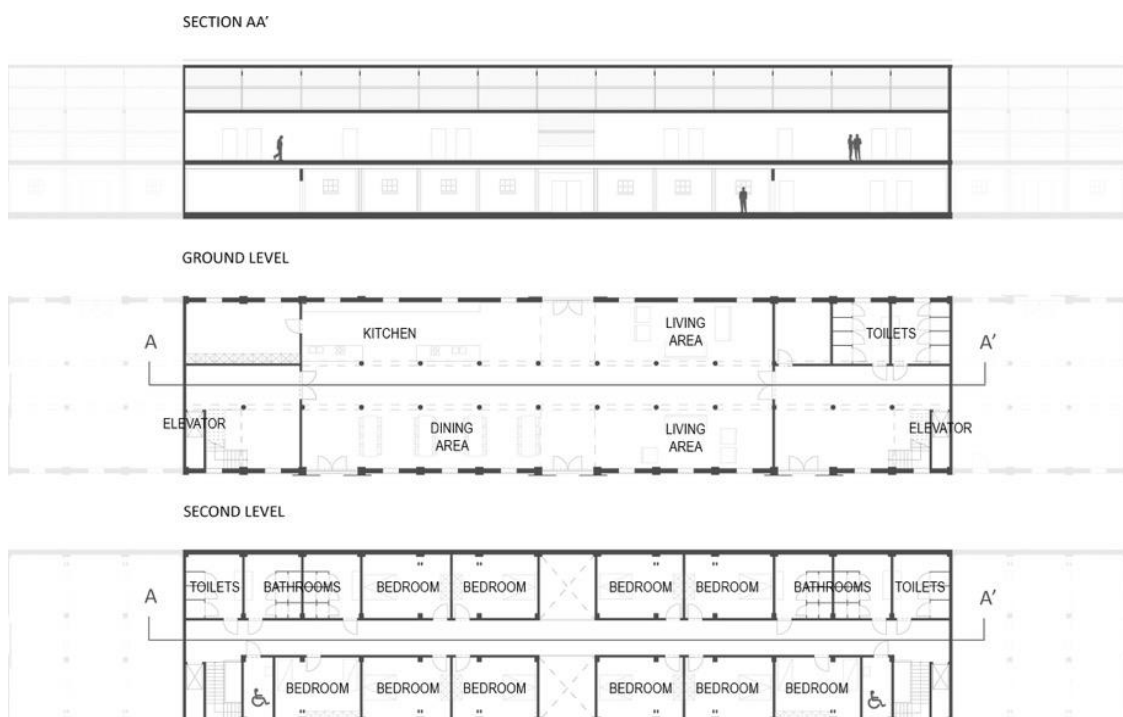 SECTION AA'
GROUND LEVEL
KITCHEN
LIVING
AREA
TOILETS
A
A'
ELEVATOR
DINING
AREA
LIVING
AREA
ELEVATOR
SECOND LEVEL
TOILETS BATHROOMS BEDROOM BEDROOM BEDROOM BEDROOM BATHROOMS TOILETS
A
A'
BEDROOM BEDROOM BEDROOM BEDROOM BEDROOM BEDROOM